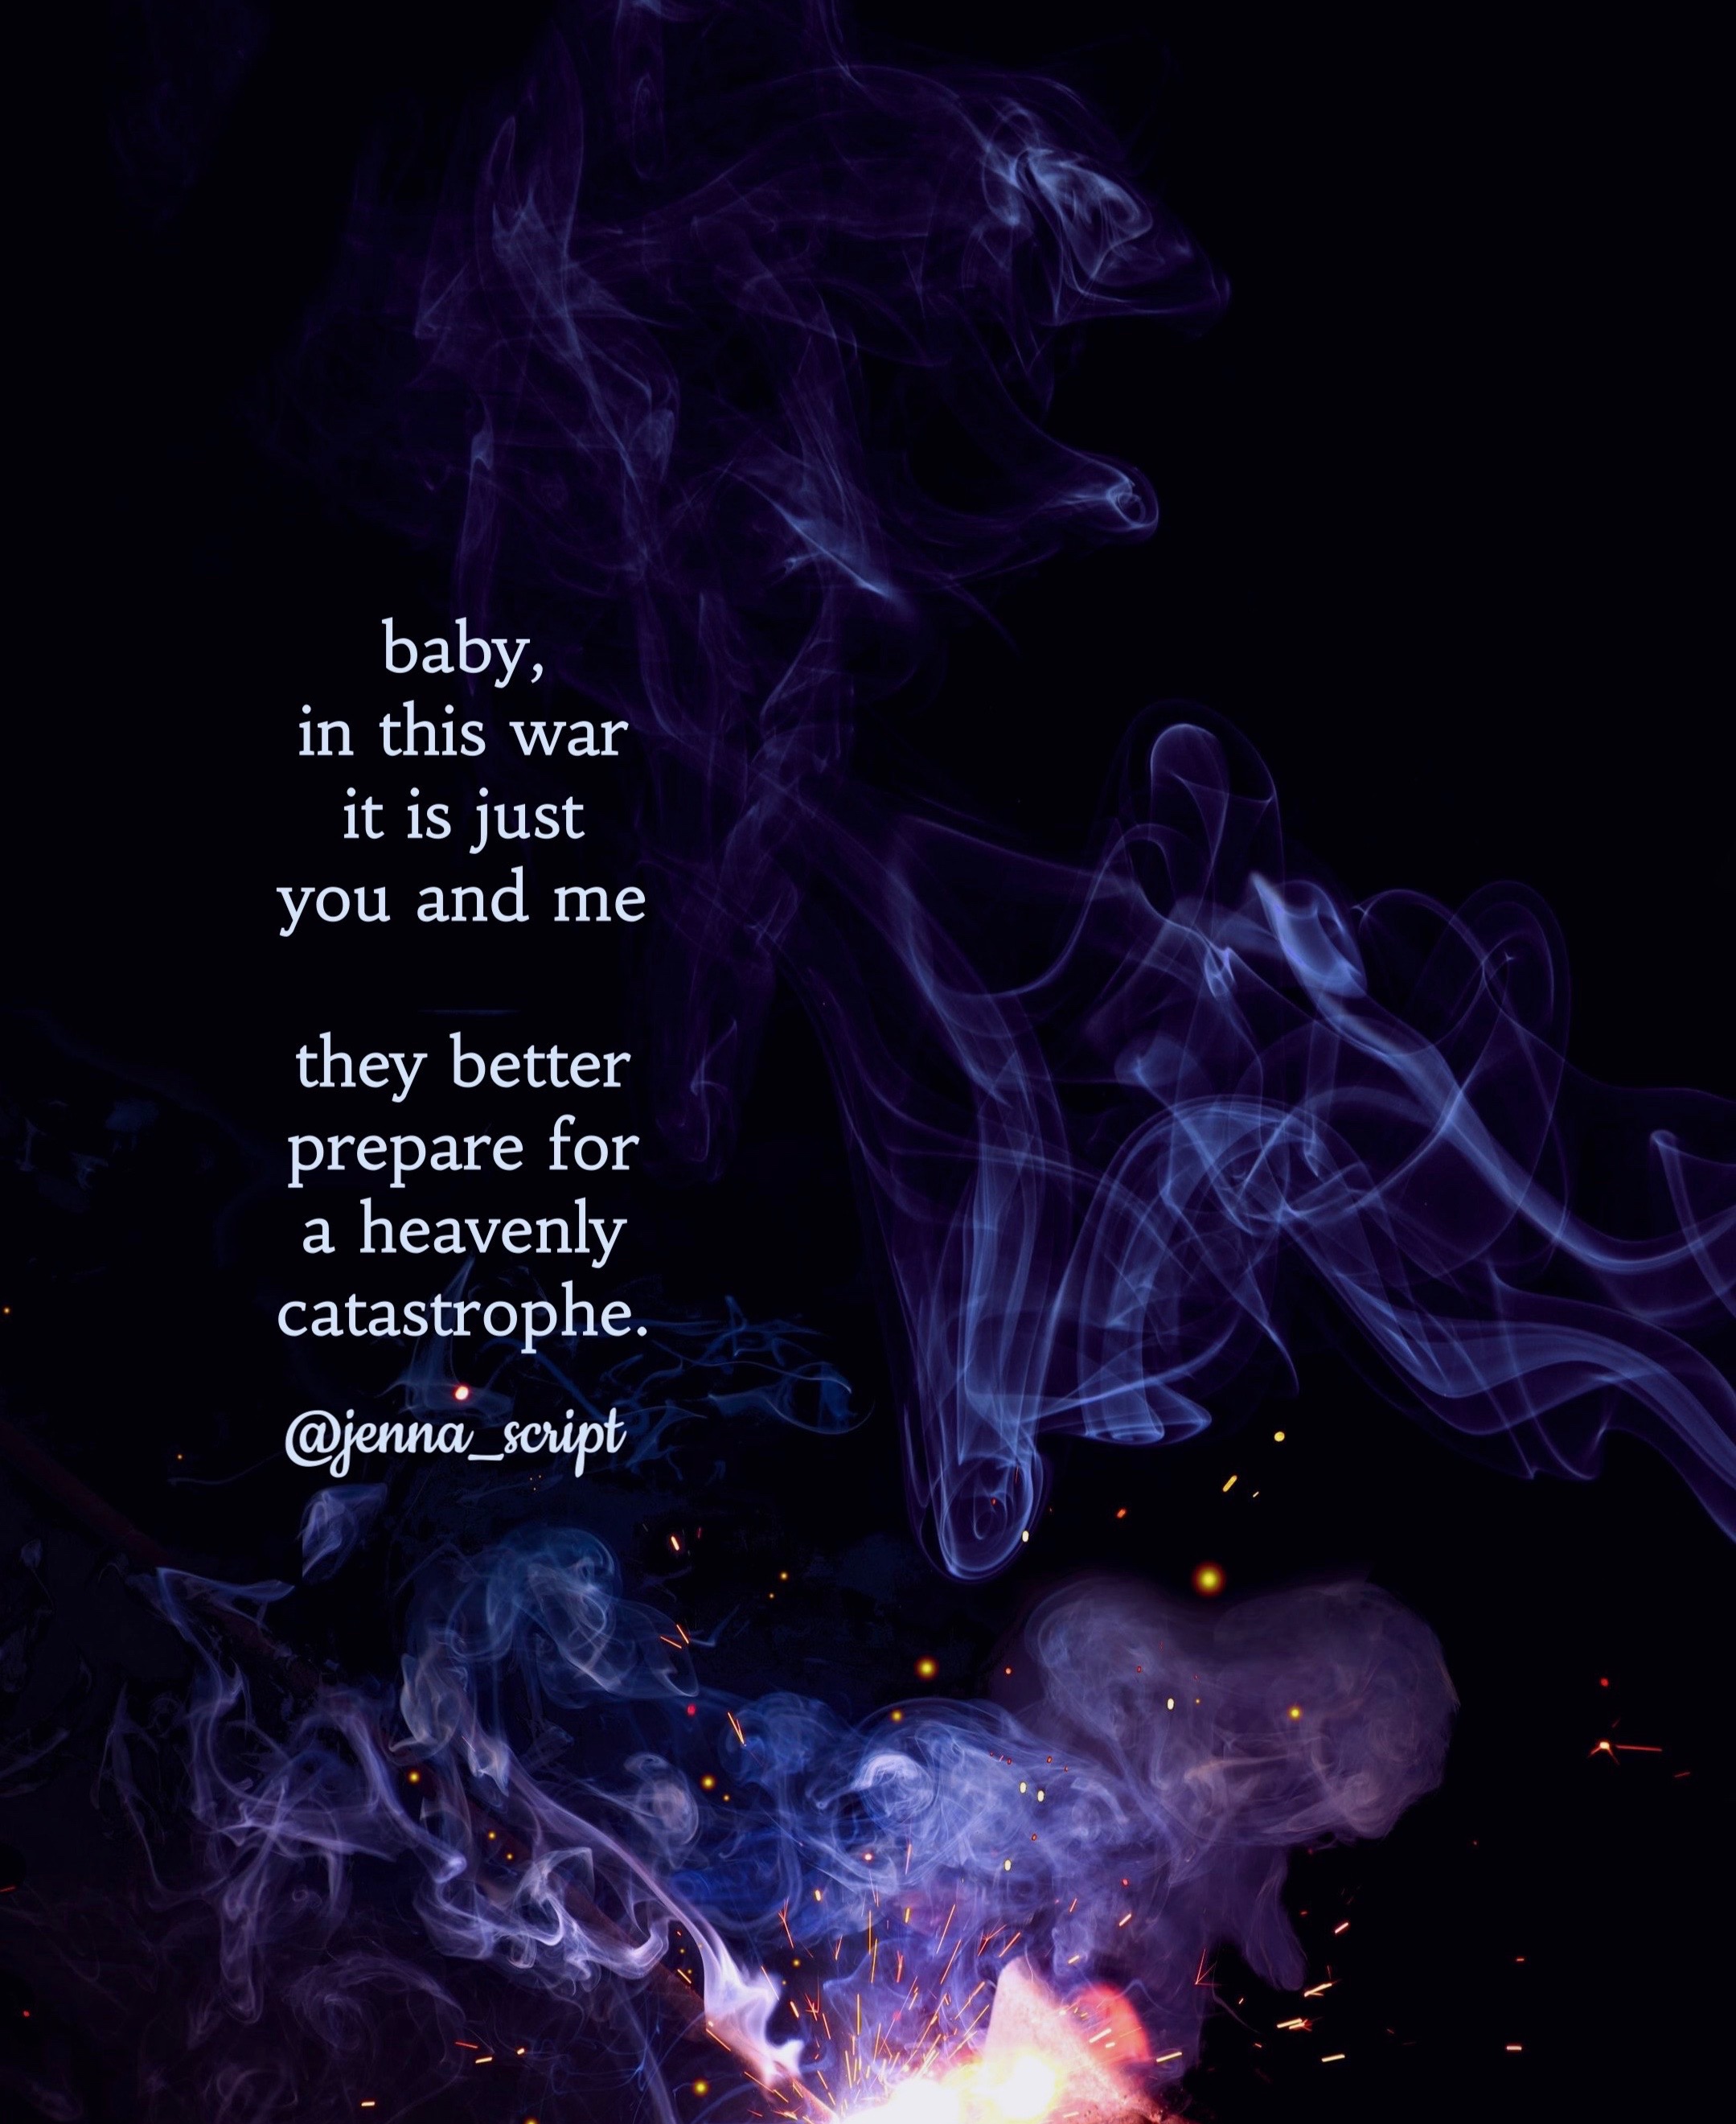 baby,
in this war
it is just
you and me
they better
prepare for
a heavenly
catastrophe.
@jenna_script